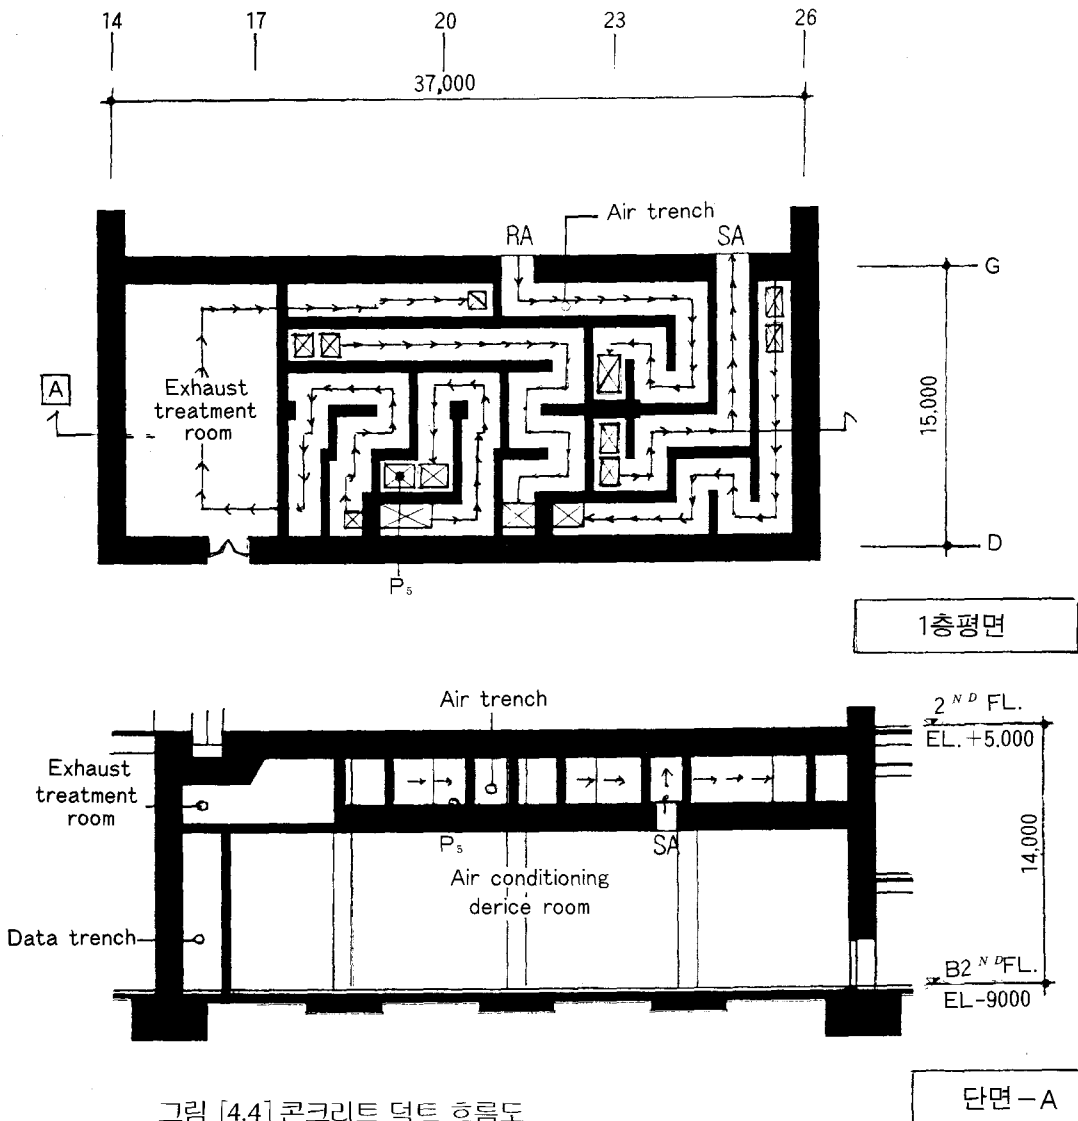 14 17 20 23 26
37,000
Air trench
RA SA
G
A
Exhaust
treatment
room
15,000
D
P₅
1층평면
Air trench
2ᴺᴰ FL.
EL.+5.000
Exhaust
treatment
room
P₅
SA
14,000
Air conditioning
derice room
Data trench
B2ᴺᴰFL.
EL-9000
단면-A
그림 [4.4] 콘크리트 덕트 흐름도